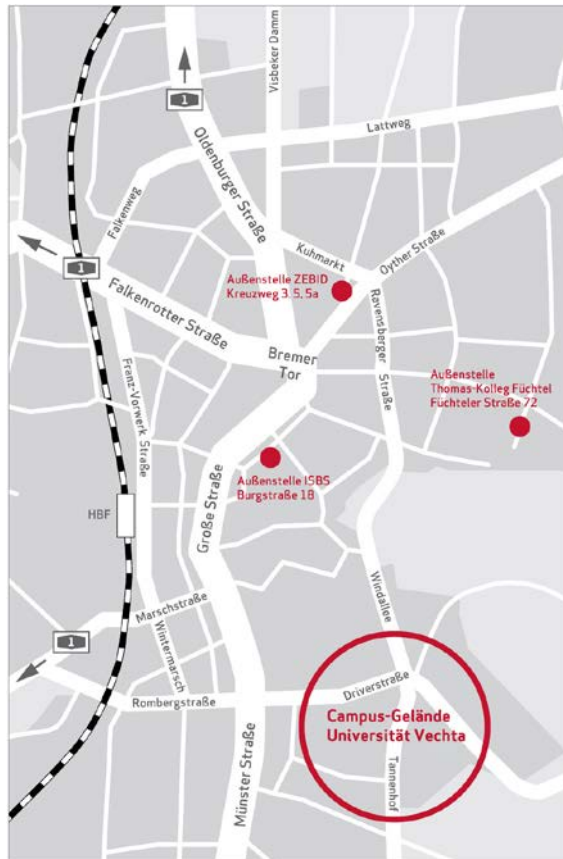 Visbeker Damm
1
Oldenburger Straße
Lattweg
Falkenweg
Kuhmarkt
Oyther Straße
1
Außenstelle ZEBID
Kreuzweg 3, 5, 5a
Falkenrotter Straße
Ravensberger Straße
Bremer
Tor
Franz-Vorwerk Straße
Außenstelle
Thomas-Kolleg Füchtel
Füchteler Straße 72
Außenstelle ISBS
Burgstraße 18
HBF
Große Straße
Windallee
Marschstraße
1
Wintermarsch
Driverstraße
Rombergstraße
Campus-Gelände
Universität Vechta
Münster Straße
Tannenhof